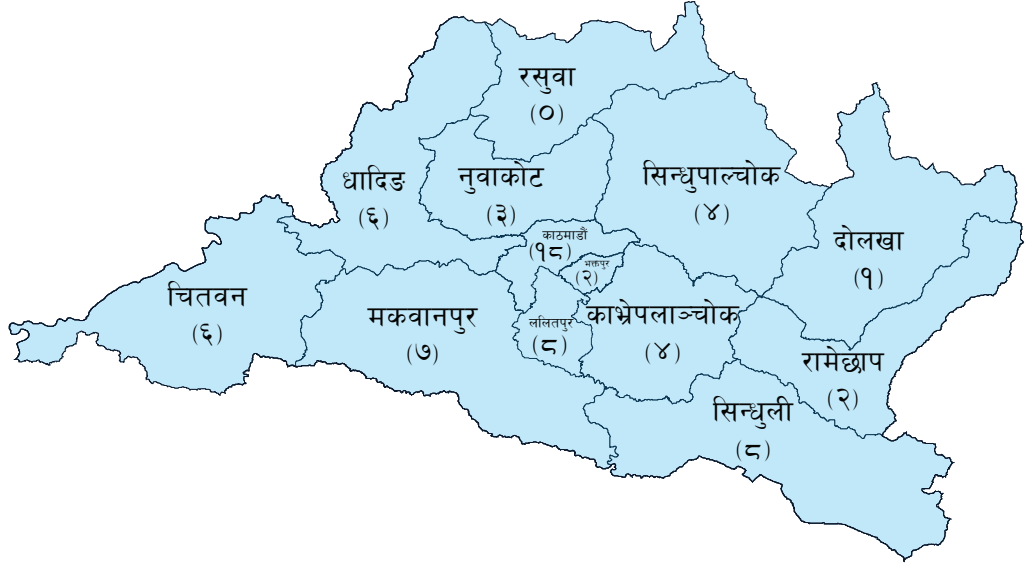 रसुवा
(०)
धादिङ
(६)
नुवाकोट
(३)
सिन्धुपाल्चोक
(४)
दोलखा
(१)
काठमाडौं
(१८)
भक्तपुर
(२)
चितवन
(६)
मकवानपुर
(७)
ललितपुर
(८)
काभ्रेपलाञ्चोक
(४)
रामेछाप
(२)
सिन्धुली
(८)